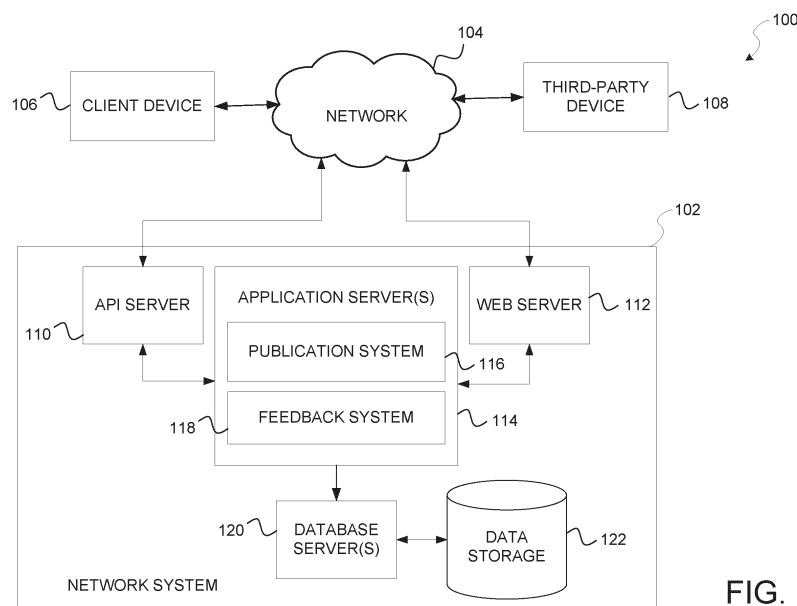 100
104
CLIENT DEVICE
106
NETWORK
THIRD-PARTY
DEVICE
108
102
API SERVER
110
APPLICATION SERVER(S)
WEB SERVER
112
PUBLICATION SYSTEM
116
FEEDBACK SYSTEM
118
114
DATABASE
SERVER(S)
120
DATA
STORAGE
122
NETWORK SYSTEM
FIG.